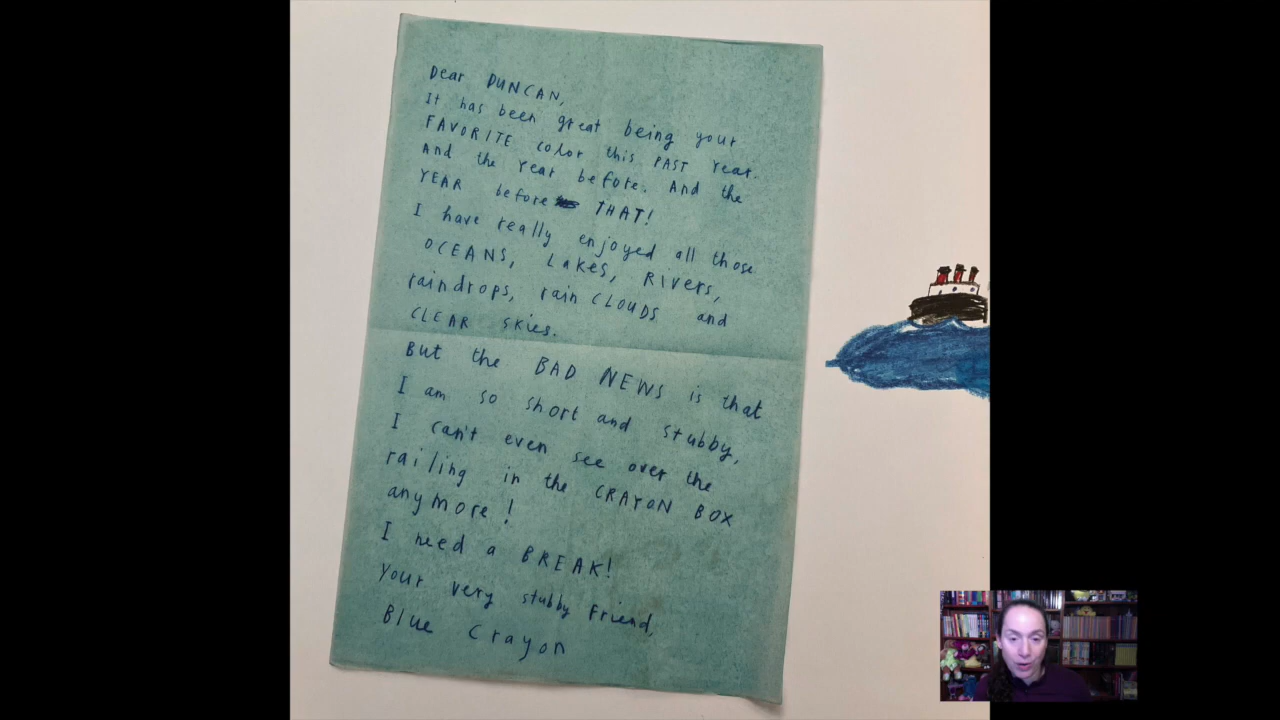 Dear DUNCAN,
It has been great being your
FAVORITE color this PAST year.
And the year before. And the
YEAR before THAT!
I have really enjoyed all those
OCEANS, Lakes, Rivers,
raindrops, rain CLOUDS and
CLEAR skies.
But the BAD NEWS is that
I am so short and stubby,
I can't even see over the
railing in the CRAYON BOX
anymore!
I need a BREAK!
Your very stubby friend,
Blue Crayon